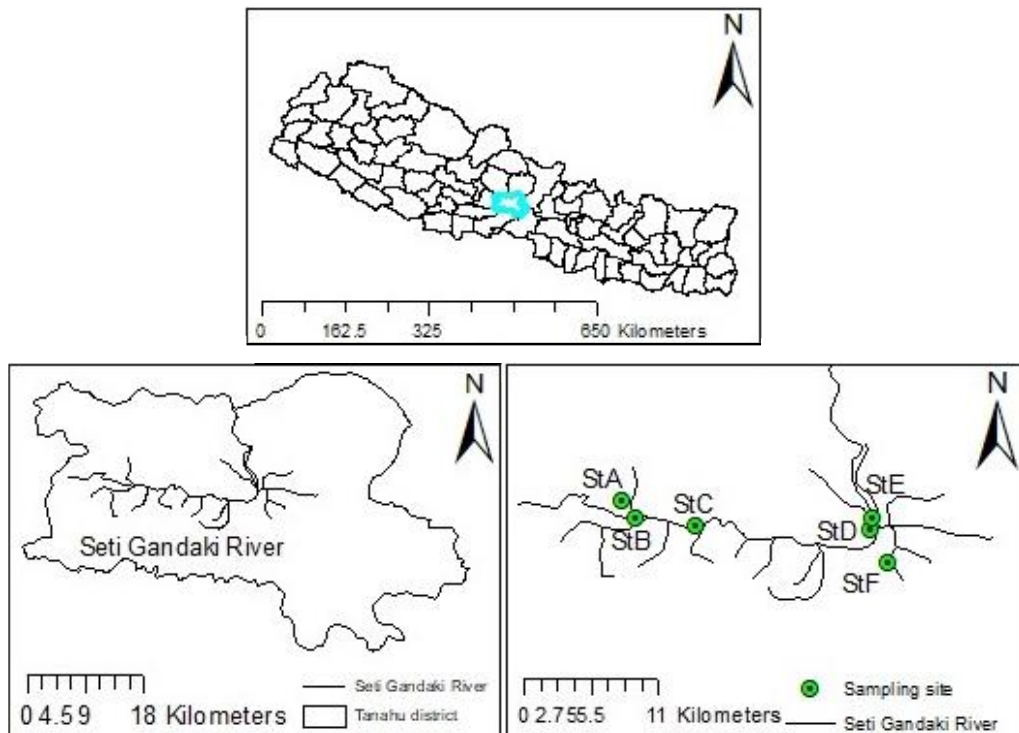 N
0 162.5 325 650 Kilometers
N
Seti Gandaki River
Seti Gandaki River
0 4.5 9 18 Kilometers
Tanahu district
N
StA
StE
StC
StD
StB
StF
Sampling site
0 2.75 5.5 11 Kilometers
Seti Gandaki River